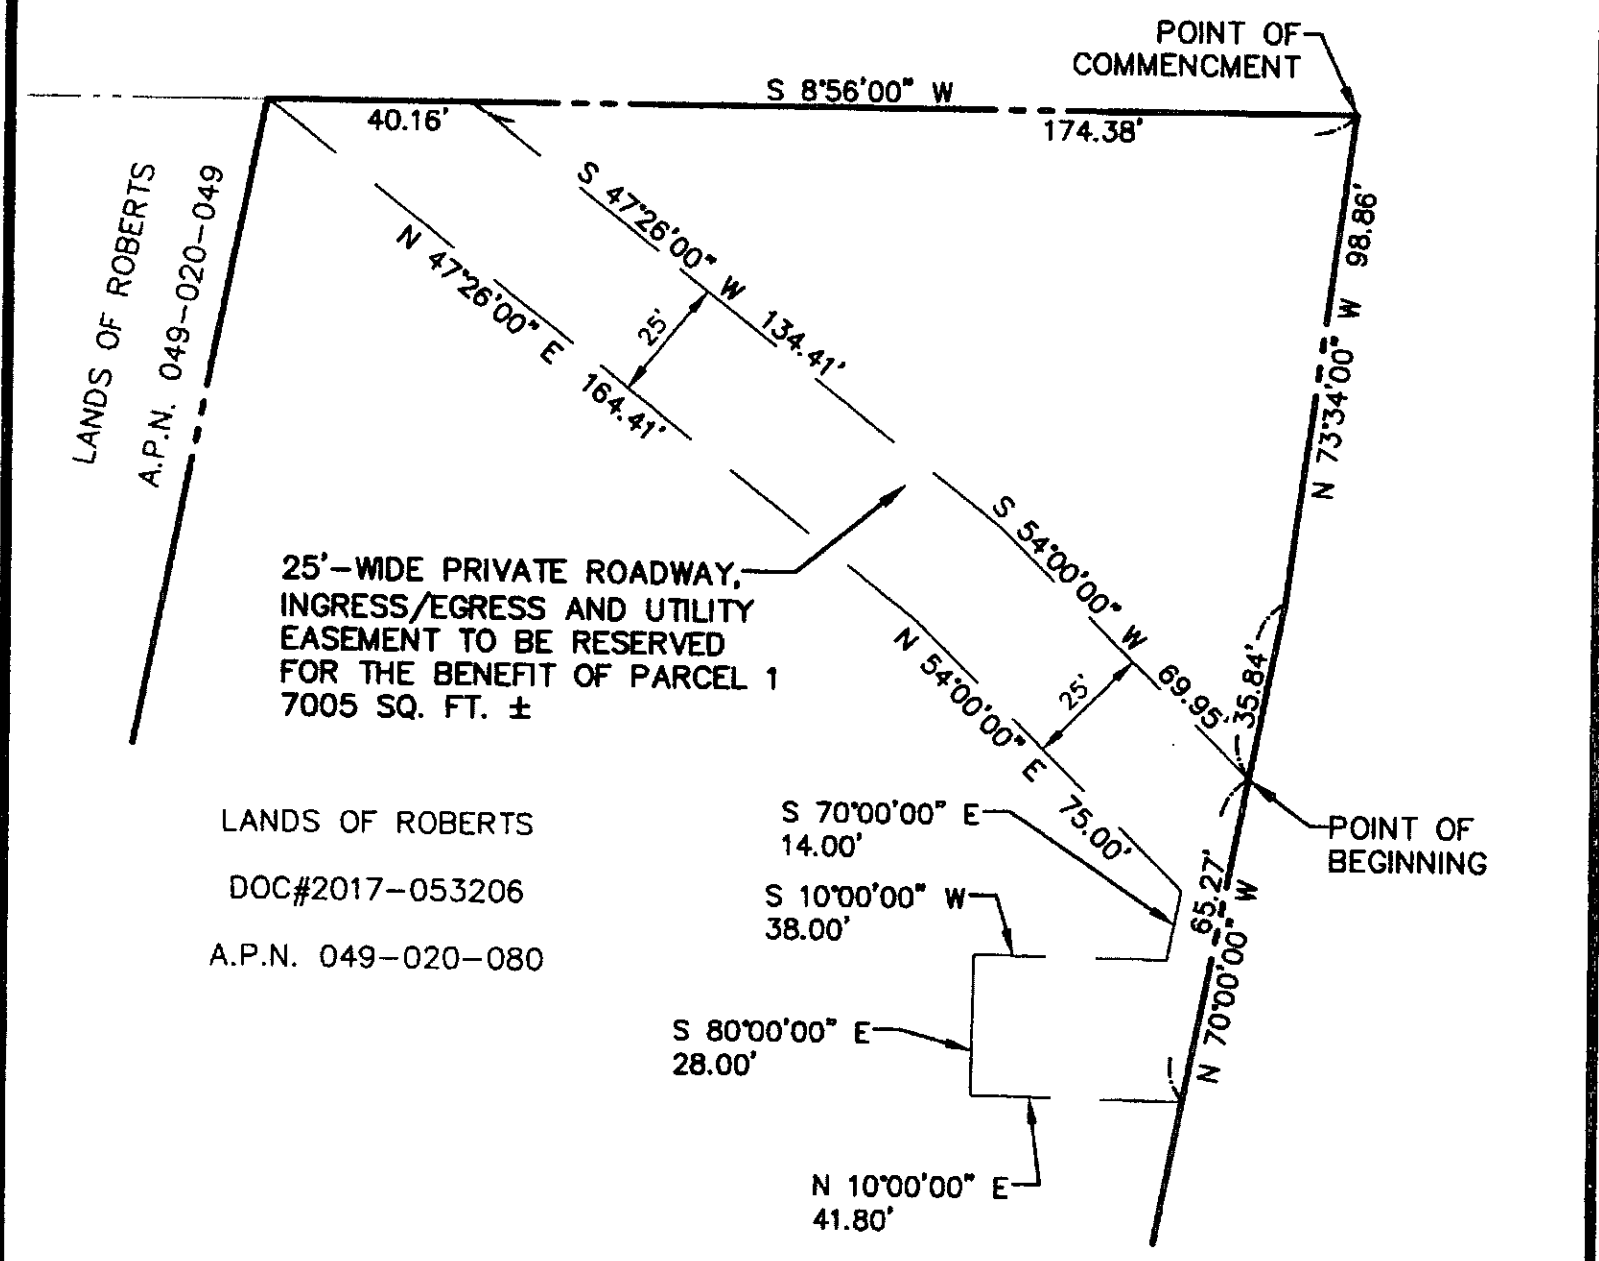 POINT OF
COMMENCMENT
S 8°56'00" W
40.16'
174.38'
LANDS OF ROBERTS
A.P.N. 049-020-049
S 47°26'00" W 134.41'
N 47°26'00" E 164.41'
25'
N 73°34'00" W 98.86'
25'-WIDE PRIVATE ROADWAY,
INGRESS/EGRESS AND UTILITY
EASEMENT TO BE RESERVED
FOR THE BENEFIT OF PARCEL 1
7005 SQ. FT. ±
S 54°00'00" W 69.95'
N 54°00'00" E 75.00'
25'
35.84'
POINT OF
BEGINNING
LANDS OF ROBERTS
DOC#2017-053206
A.P.N. 049-020-080
S 70°00'00" E
14.00'
S 10°00'00" W
38.00'
65.27'
N 70°00'00" W
S 80°00'00" E
28.00'
N 10°00'00" E
41.80'